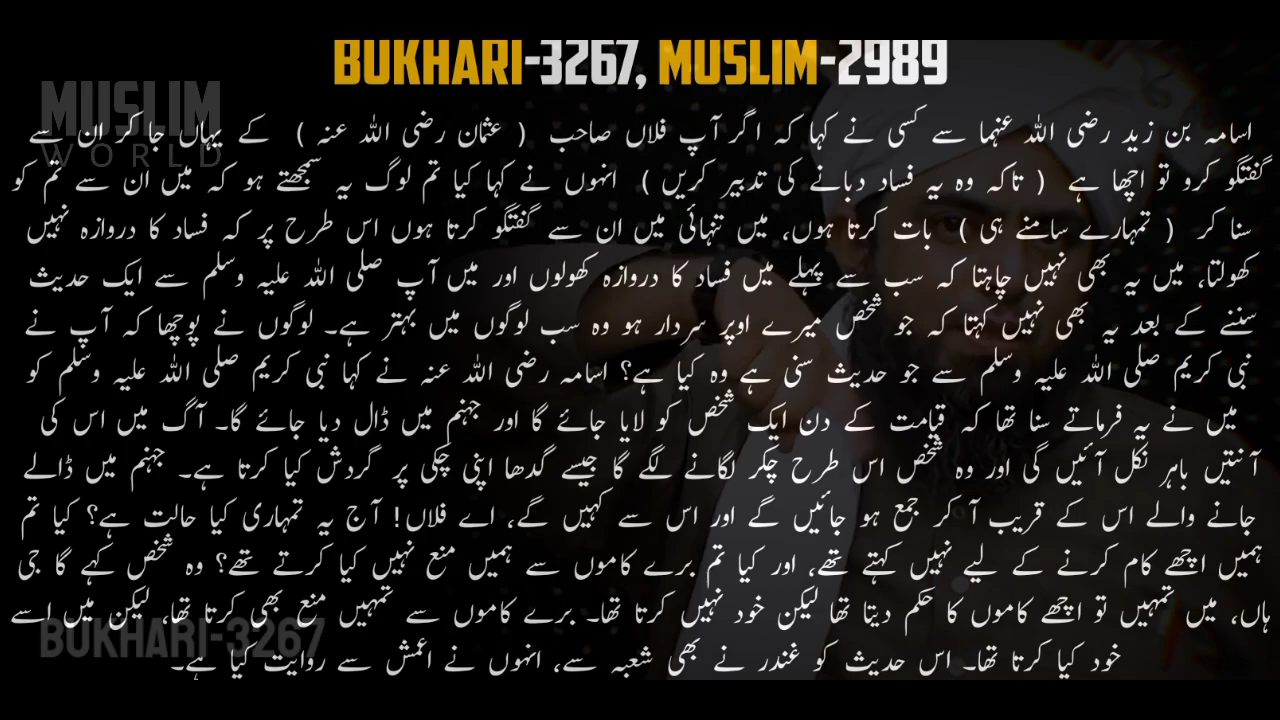 BUKHARI-3267, MUSLIM-2989
MUSLIM
WORLD
اسامہ بن زید رضی اللہ عنہما سے کسی نے کہا کہ اگر آپ فلاں صاحب ( عثمان رضی اللہ عنہ ) کے یہاں جا کر ان سے
گفتگو کرو تو اچھا ہے ( تاکہ وہ یہ فساد دبانے کی تدبیر کریں ) انہوں نے کہا کیا تم لوگ یہ سمجھتے ہو کہ میں ان سے تم کو
سنا کر ( تمہارے سامنے ہی ) بات کرتا ہوں، میں تنہائی میں ان سے گفتگو کرتا ہوں اس طرح پر کہ فساد کا دروازہ نہیں
کھولتا، میں یہ بھی نہیں چاہتا کہ سب سے پہلے میں فساد کا دروازہ کھولوں اور میں آپ صلی اللہ علیہ وسلم سے ایک حدیث
سننے کے بعد یہ بھی نہیں کہتا کہ جو شخص میرے اوپر سردار ہو وہ سب لوگوں میں بہتر ہے۔ لوگوں نے پوچھا کہ آپ نے
نبی کریم صلی اللہ علیہ وسلم سے جو حدیث سنی ہے وہ کیا ہے؟ اسامہ رضی اللہ عنہ نے کہا نبی کریم صلی اللہ علیہ وسلم کو
میں نے یہ فرماتے سنا تھا کہ قیامت کے دن ایک شخص کو لایا جائے گا اور جہنم میں ڈال دیا جائے گا۔ آگ میں اس کی
آنتیں باہر نکل آئیں گی اور وہ شخص اس طرح چکر لگانے لگے گا جیسے گدھا اپنی چکی پر گردش کیا کرتا ہے۔ جہنم میں ڈالے
جانے والے اس کے قریب آ کر جمع ہو جائیں گے اور اس سے کہیں گے، اے فلاں! آج یہ تمہاری کیا حالت ہے؟ کیا تم
ہمیں اچھے کام کرنے کے لیے نہیں کہتے تھے، اور کیا تم برے کاموں سے ہمیں منع نہیں کیا کرتے تھے؟ وہ شخص کہے گا جی
ہاں، میں تمہیں تو اچھے کاموں کا حکم دیتا تھا لیکن خود نہیں کرتا تھا۔ برے کاموں سے تمہیں منع بھی کرتا تھا، لیکن میں اسے
خود کیا کرتا تھا۔ اس حدیث کو غندر نے بھی شعبہ سے، انہوں نے اعمش سے روایت کیا ہے۔
BUKHARI-3267